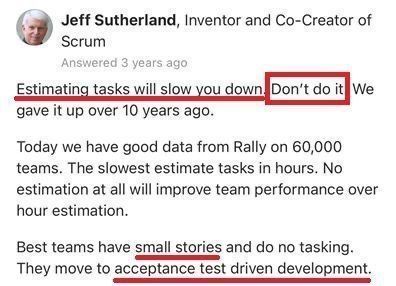 Jeff Sutherland, Inventor and Co-Creator of
Scrum
Answered 3 years ago
Estimating tasks will slow you down. Don't do it. We
gave it up over 10 years ago.
Today we have good data from Rally on 60,000
teams. The slowest estimate tasks in hours. No
estimation at all will improve team performance over
hour estimation.
Best teams have small stories and do no tasking.
They move to acceptance test driven development.